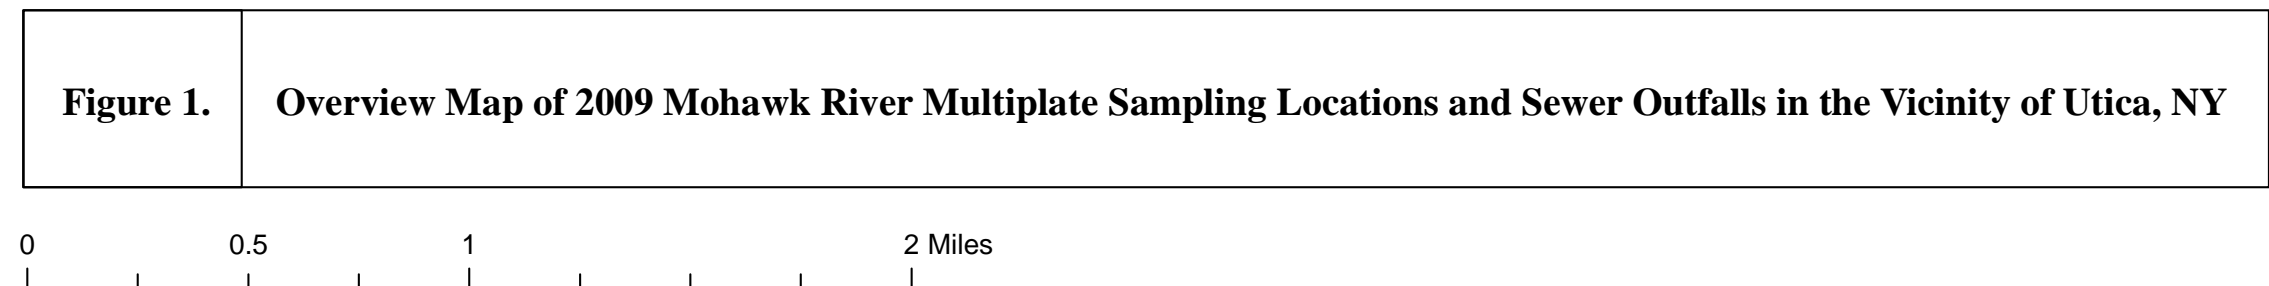 Figure 1. Overview Map of 2009 Mohawk River Multiplate Sampling Locations and Sewer Outfalls in the Vicinity of Utica, NY
0 0.5 1 2 Miles